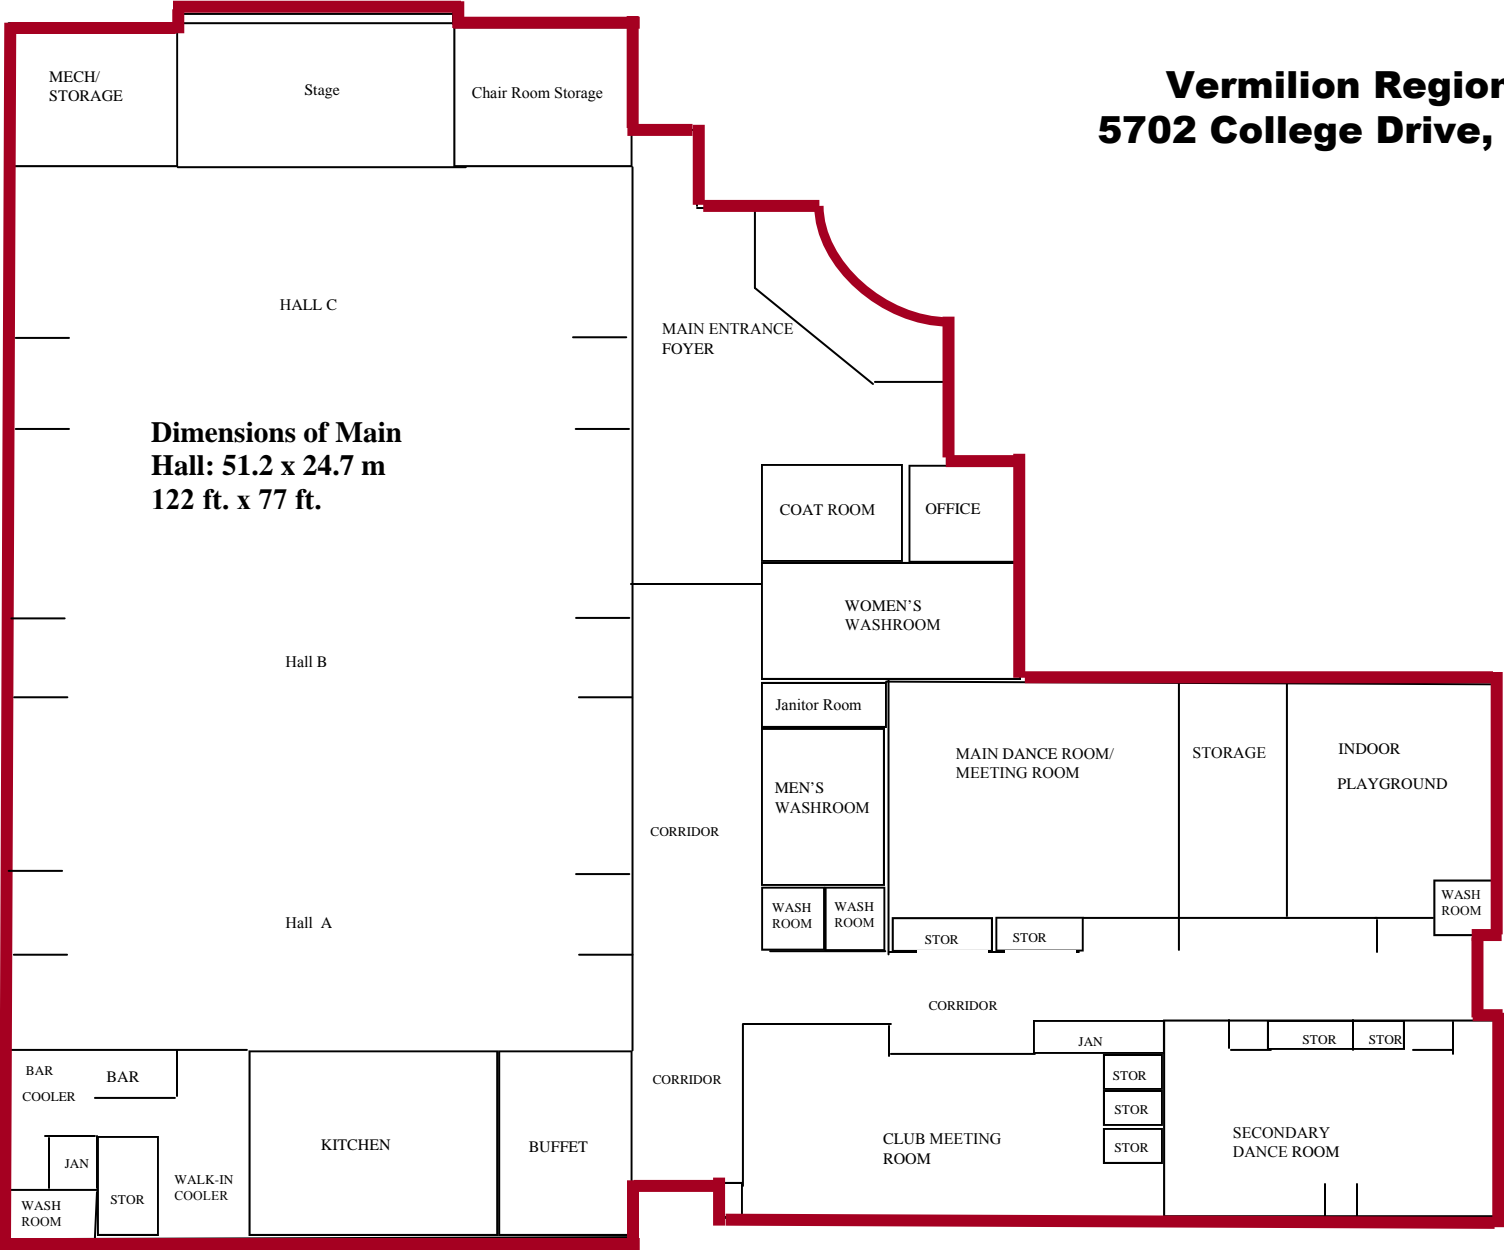 Vermilion Region
5702 College Drive,
MECH/
STORAGE
Stage
Chair Room Storage
HALL C
MAIN ENTRANCE
FOYER
Dimensions of Main
Hall: 51.2 x 24.7 m
122 ft. x 77 ft.
COAT ROOM
OFFICE
WOMEN’S
WASHROOM
Hall B
Janitor Room
MAIN DANCE ROOM/
MEETING ROOM
STORAGE
INDOOR
PLAYGROUND
MEN’S
WASHROOM
CORRIDOR
WASH
ROOM
WASH
ROOM
WASH
ROOM
Hall A
STOR
STOR
CORRIDOR
JAN
STOR
STOR
BAR
COOLER
BAR
CORRIDOR
STOR
STOR
STOR
KITCHEN
BUFFET
CLUB MEETING
ROOM
SECONDARY
DANCE ROOM
JAN
STOR
WALK-IN
COOLER
WASH
ROOM